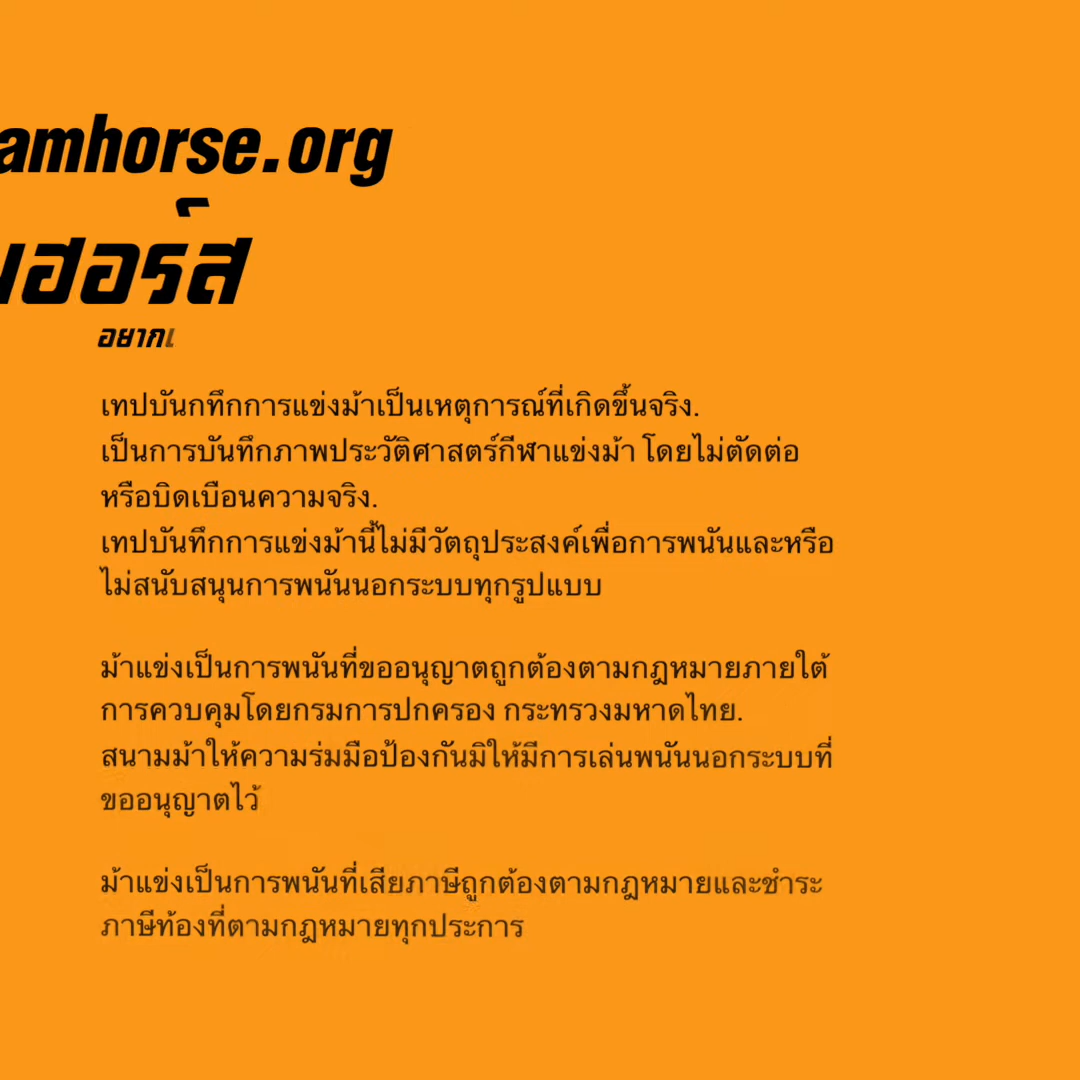 amhorse.org
มฮอร์ส
อยากเ
เทปบันกทึกการแข่งม้าเป็นเหตุการณ์ที่เกิดขึ้นจริง.
เป็นการบันทึกภาพประวัติศาสตร์กีฬาแข่งม้า โดยไม่ตัดต่อ
หรือบิดเบือนความจริง.
เทปบันทึกการแข่งม้านี้ไม่มีวัตถุประสงค์เพื่อการพนันและหรือ
ไม่สนับสนุนการพนันนอกระบบทุกรูปแบบ
ม้าแข่งเป็นการพนันที่ขออนุญาตถูกต้องตามกฎหมายภายใต้
การควบคุมโดยกรมการปกครอง กระทรวงมหาดไทย.
สนามม้าให้ความร่มมือป้องกันมิให้มีการเล่นพนันนอกระบบที่
ขออนุญาตไว้
ม้าแข่งเป็นการพนันที่เสียภาษีถูกต้องตามกฎหมายและชำระ
ภาษีท้องที่ตามกฎหมายทุกประการ